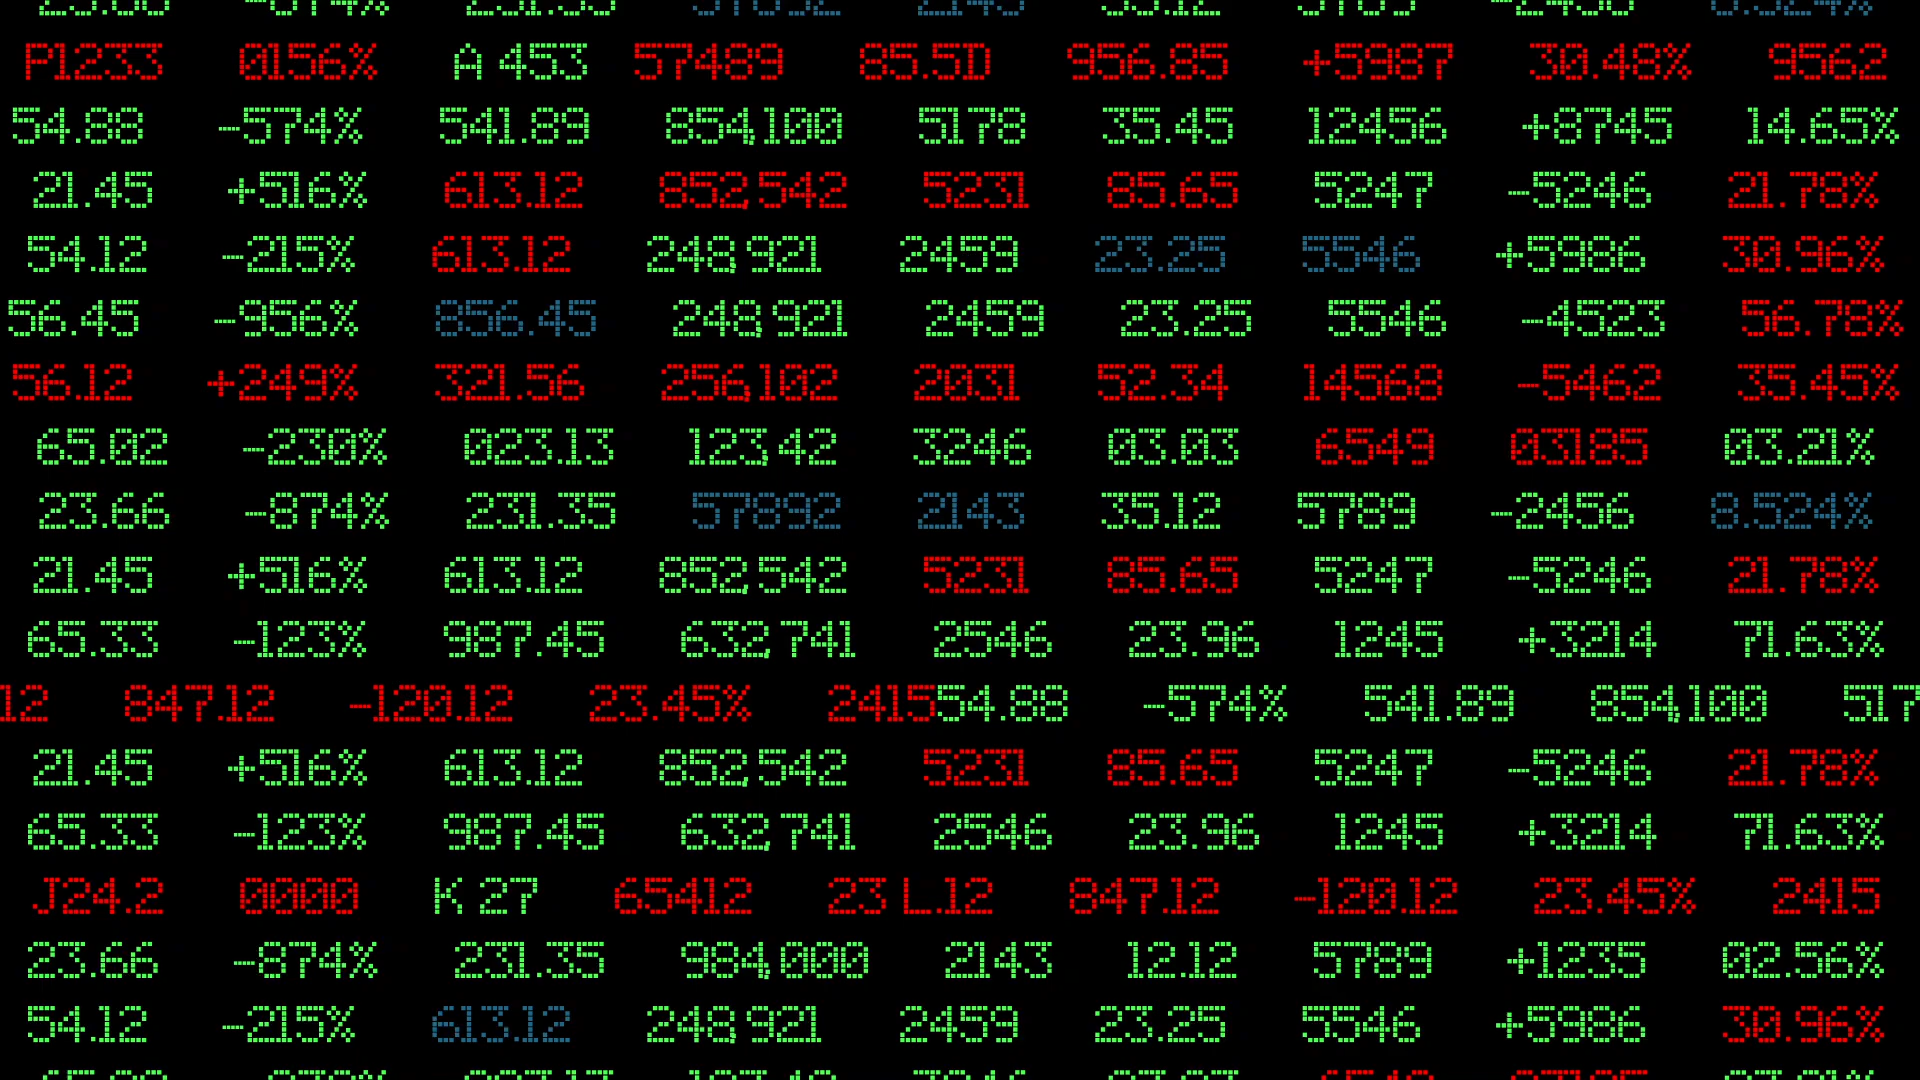 P1233 0156% A 453 57489 85.51D 956.85 +5987 30.48% 9562
54.88 -574% 541.89 854,100 5178 35.45 12456 +8745 14.65%
21.45 +516% 613.12 852,542 5231 85.65 5247 -5246 21.78%
54.12 -215% 613.12 248,921 2459 23.25 5546 +5986 30.96%
56.45 -956% 856.45 248,921 2459 23.25 5546 -4523 56.78%
56.12 +249% 321.56 256,102 2031 52.34 14568 -5462 35.45%
65.02 -230% 023.13 123,42 3246 03.03 6549 03185 03.21%
23.66 -874% 231.35 57892 2143 35.12 5789 -2456 8.524%
21.45 +516% 613.12 852,542 5231 85.65 5247 -5246 21.78%
65.33 -123% 987.45 632,741 2546 23.96 1245 +3214 71.63%
12 847.12 -120.12 23.45% 2415 54.88 -574% 541.89 854,100 517
21.45 +516% 613.12 852,542 5231 85.65 5247 -5246 21.78%
65.33 -123% 987.45 632,741 2546 23.96 1245 +3214 71.63%
J24.2 0000 K 27 65412 23 L.12 847.12 -120.12 23.45% 2415
23.66 -874% 231.35 984,000 2143 12.12 5789 +1235 02.56%
54.12 -215% 613.12 248,921 2459 23.25 5546 +5986 30.96%